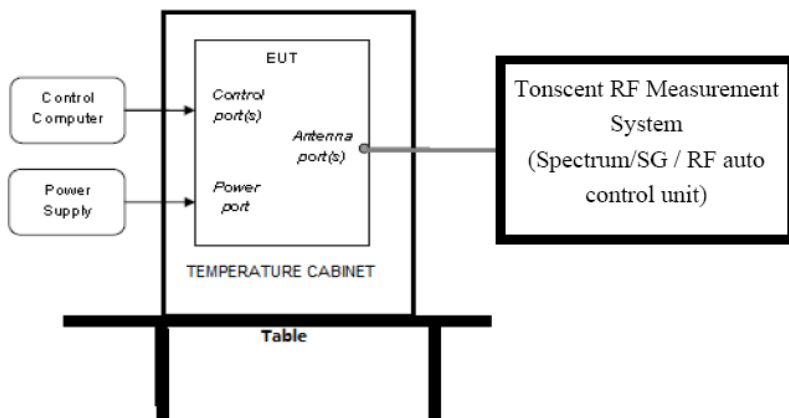 EUT
Control
Computer
Control
port(s)
Antenna
port(s)
Power
Supply
Power
port
TEMPERATURE CABINET
Table
Tonscent RF Measurement
System
(Spectrum/SG / RF auto
control unit)